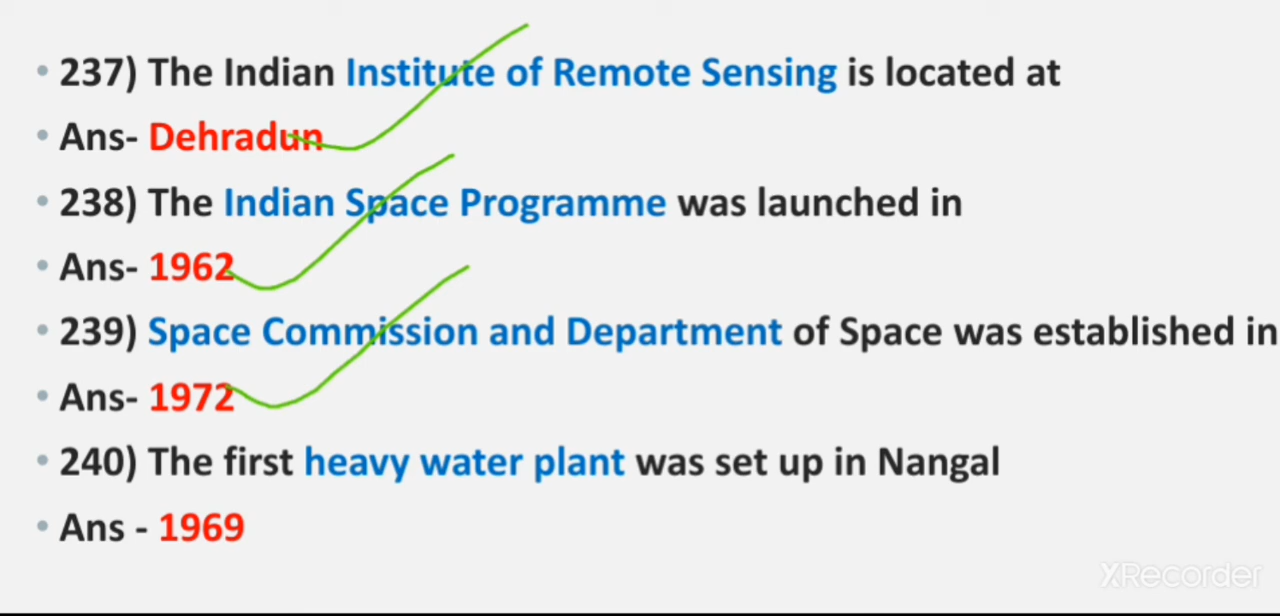 • 237) The Indian Institute of Remote Sensing is located at
• Ans- Dehradun
• 238) The Indian Space Programme was launched in
• Ans- 1962
• 239) Space Commission and Department of Space was established in
• Ans- 1972
• 240) The first heavy water plant was set up in Nangal
• Ans - 1969
XRecorder